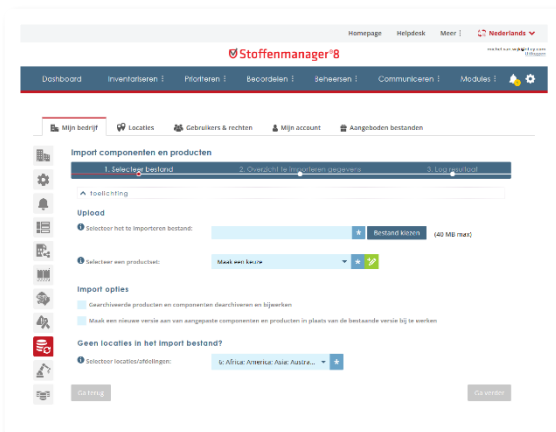 Homepage Helpdesk Meer Nederlands
Stoffenmanager®8
Dashboard Inventariseren Prioriteren Beoordelen Beheersen Communiceren Modules
Mijn bedrijf Locaties Gebruikers & rechten Mijn account Aangeboden bestanden
Import componenten en producten
1. Selecteer bestand 2. Overzicht te importeren gegevens 3. Log resultaat
toelichting
Upload
Selecteer het te importeren bestand: * Bestand kiezen (40 MB max)
Selecteer een productset: Maak een keuze *
Import opties
Gearchiveerde producten en componenten dearchiveren en bijwerken
Maak een nieuwe versie aan van aangepaste componenten en producten in plaats van de bestaande versie bij te werken
Geen locaties in het import bestand?
Selecteer locaties/afdelingen: 6: Africa: America: Asia: Austra... *
Ga terug Ga verder